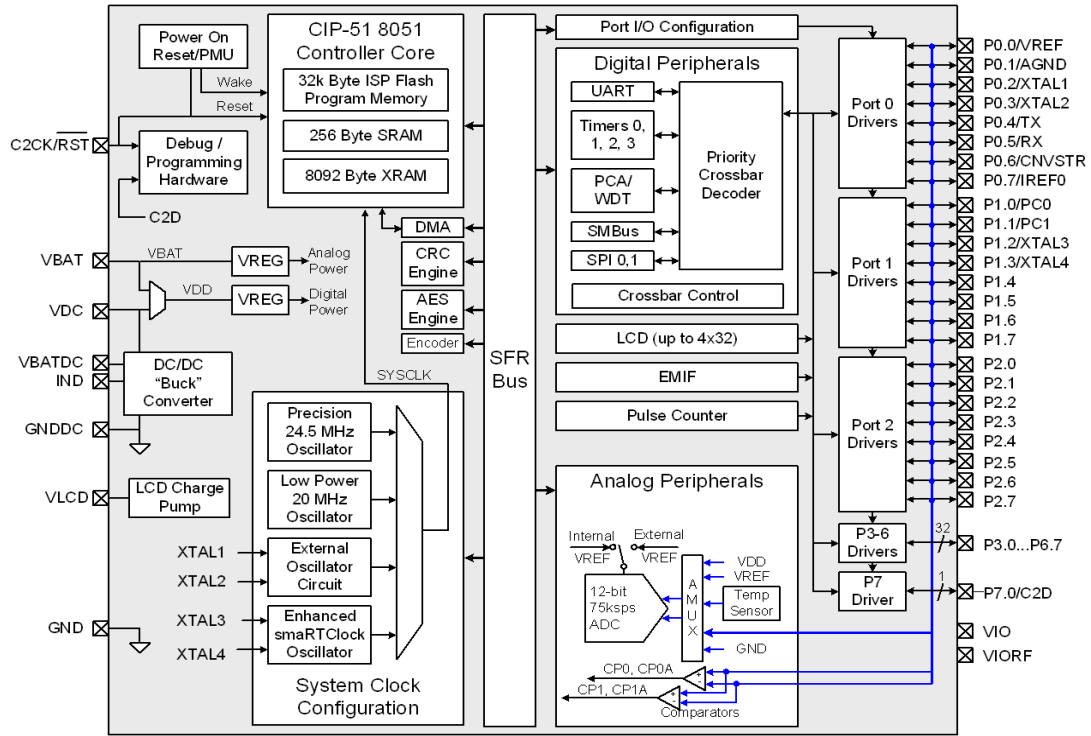 Power On
Reset/PMU
Wake
Reset
C2CK/RST
Debug /
Programming
Hardware
C2D
CIP-51 8051
Controller Core
32k Byte ISP Flash
Program Memory
256 Byte SRAM
8092 Byte XRAM
DMA
CRC
Engine
AES
Engine
Encoder
VBAT
VBAT
VREG
Analog
Power
VDD
VREG
Digital
Power
VDC
VBATDC
IND
DC/DC
"Buck"
Converter
GNDDC
VLCD
LCD Charge
Pump
SYSCLK
Precision
24.5 MHz
Oscillator
Low Power
20 MHz
Oscillator
XTAL1
XTAL2
External
Oscillator
Circuit
XTAL3
XTAL4
Enhanced
smaRTClock
Oscillator
GND
System Clock
Configuration
SFR
Bus
Port I/O Configuration
Digital Peripherals
UART
Timers 0,
1, 2, 3
PCA/
WDT
SMBus
SPI 0,1
Priority
Crossbar
Decoder
Crossbar Control
LCD (up to 4x32)
EMIF
Pulse Counter
Analog Peripherals
Internal
VREF
External
VREF
12-bit
75ksps
ADC
A
M
U
X
VDD
VREF
Temp
Sensor
GND
CP0, CP0A
+
-
CP1, CP1A
+
-
Comparators
Port 0
Drivers
Port 1
Drivers
Port 2
Drivers
P3-6
Drivers
P7
Driver
32
1
P0.0/VREF
P0.1/AGND
P0.2/XTAL1
P0.3/XTAL2
P0.4/TX
P0.5/RX
P0.6/CNVSTR
P0.7/IREF0
P1.0/PC0
P1.1/PC1
P1.2/XTAL3
P1.3/XTAL4
P1.4
P1.5
P1.6
P1.7
P2.0
P2.1
P2.2
P2.3
P2.4
P2.5
P2.6
P2.7
P3.0...P6.7
P7.0/C2D
VIO
VIORF